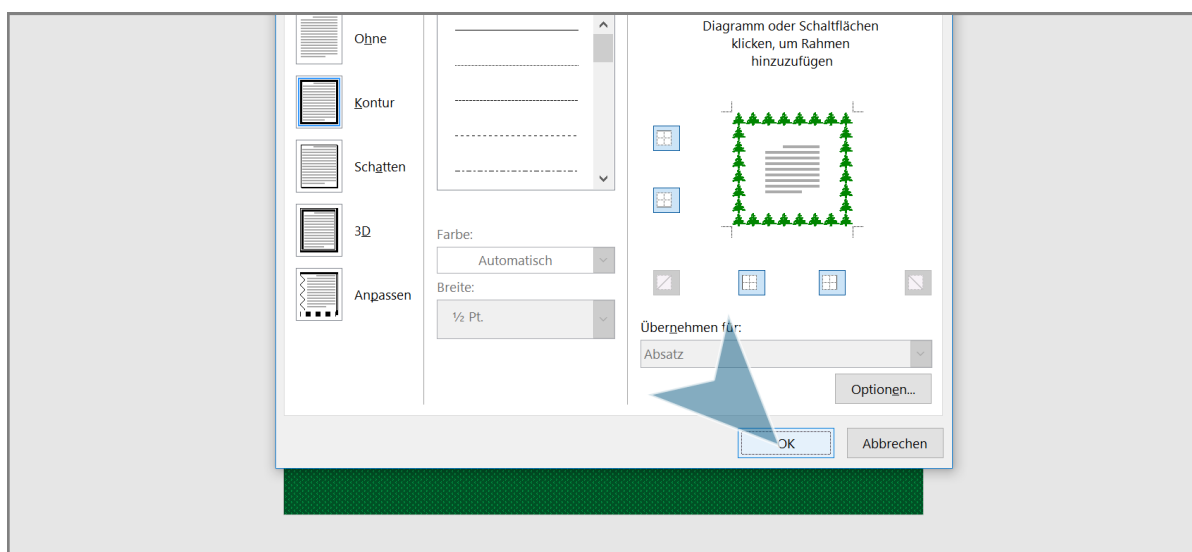 Ohne
Kontur
Schatten
3D
Anpassen
Farbe:
Automatisch
Breite:
½ Pt.
Diagramm oder Schaltflächen
klicken, um Rahmen
hinzuzufügen
Übernehmen für:
Absatz
Optionen...
OK
Abbrechen